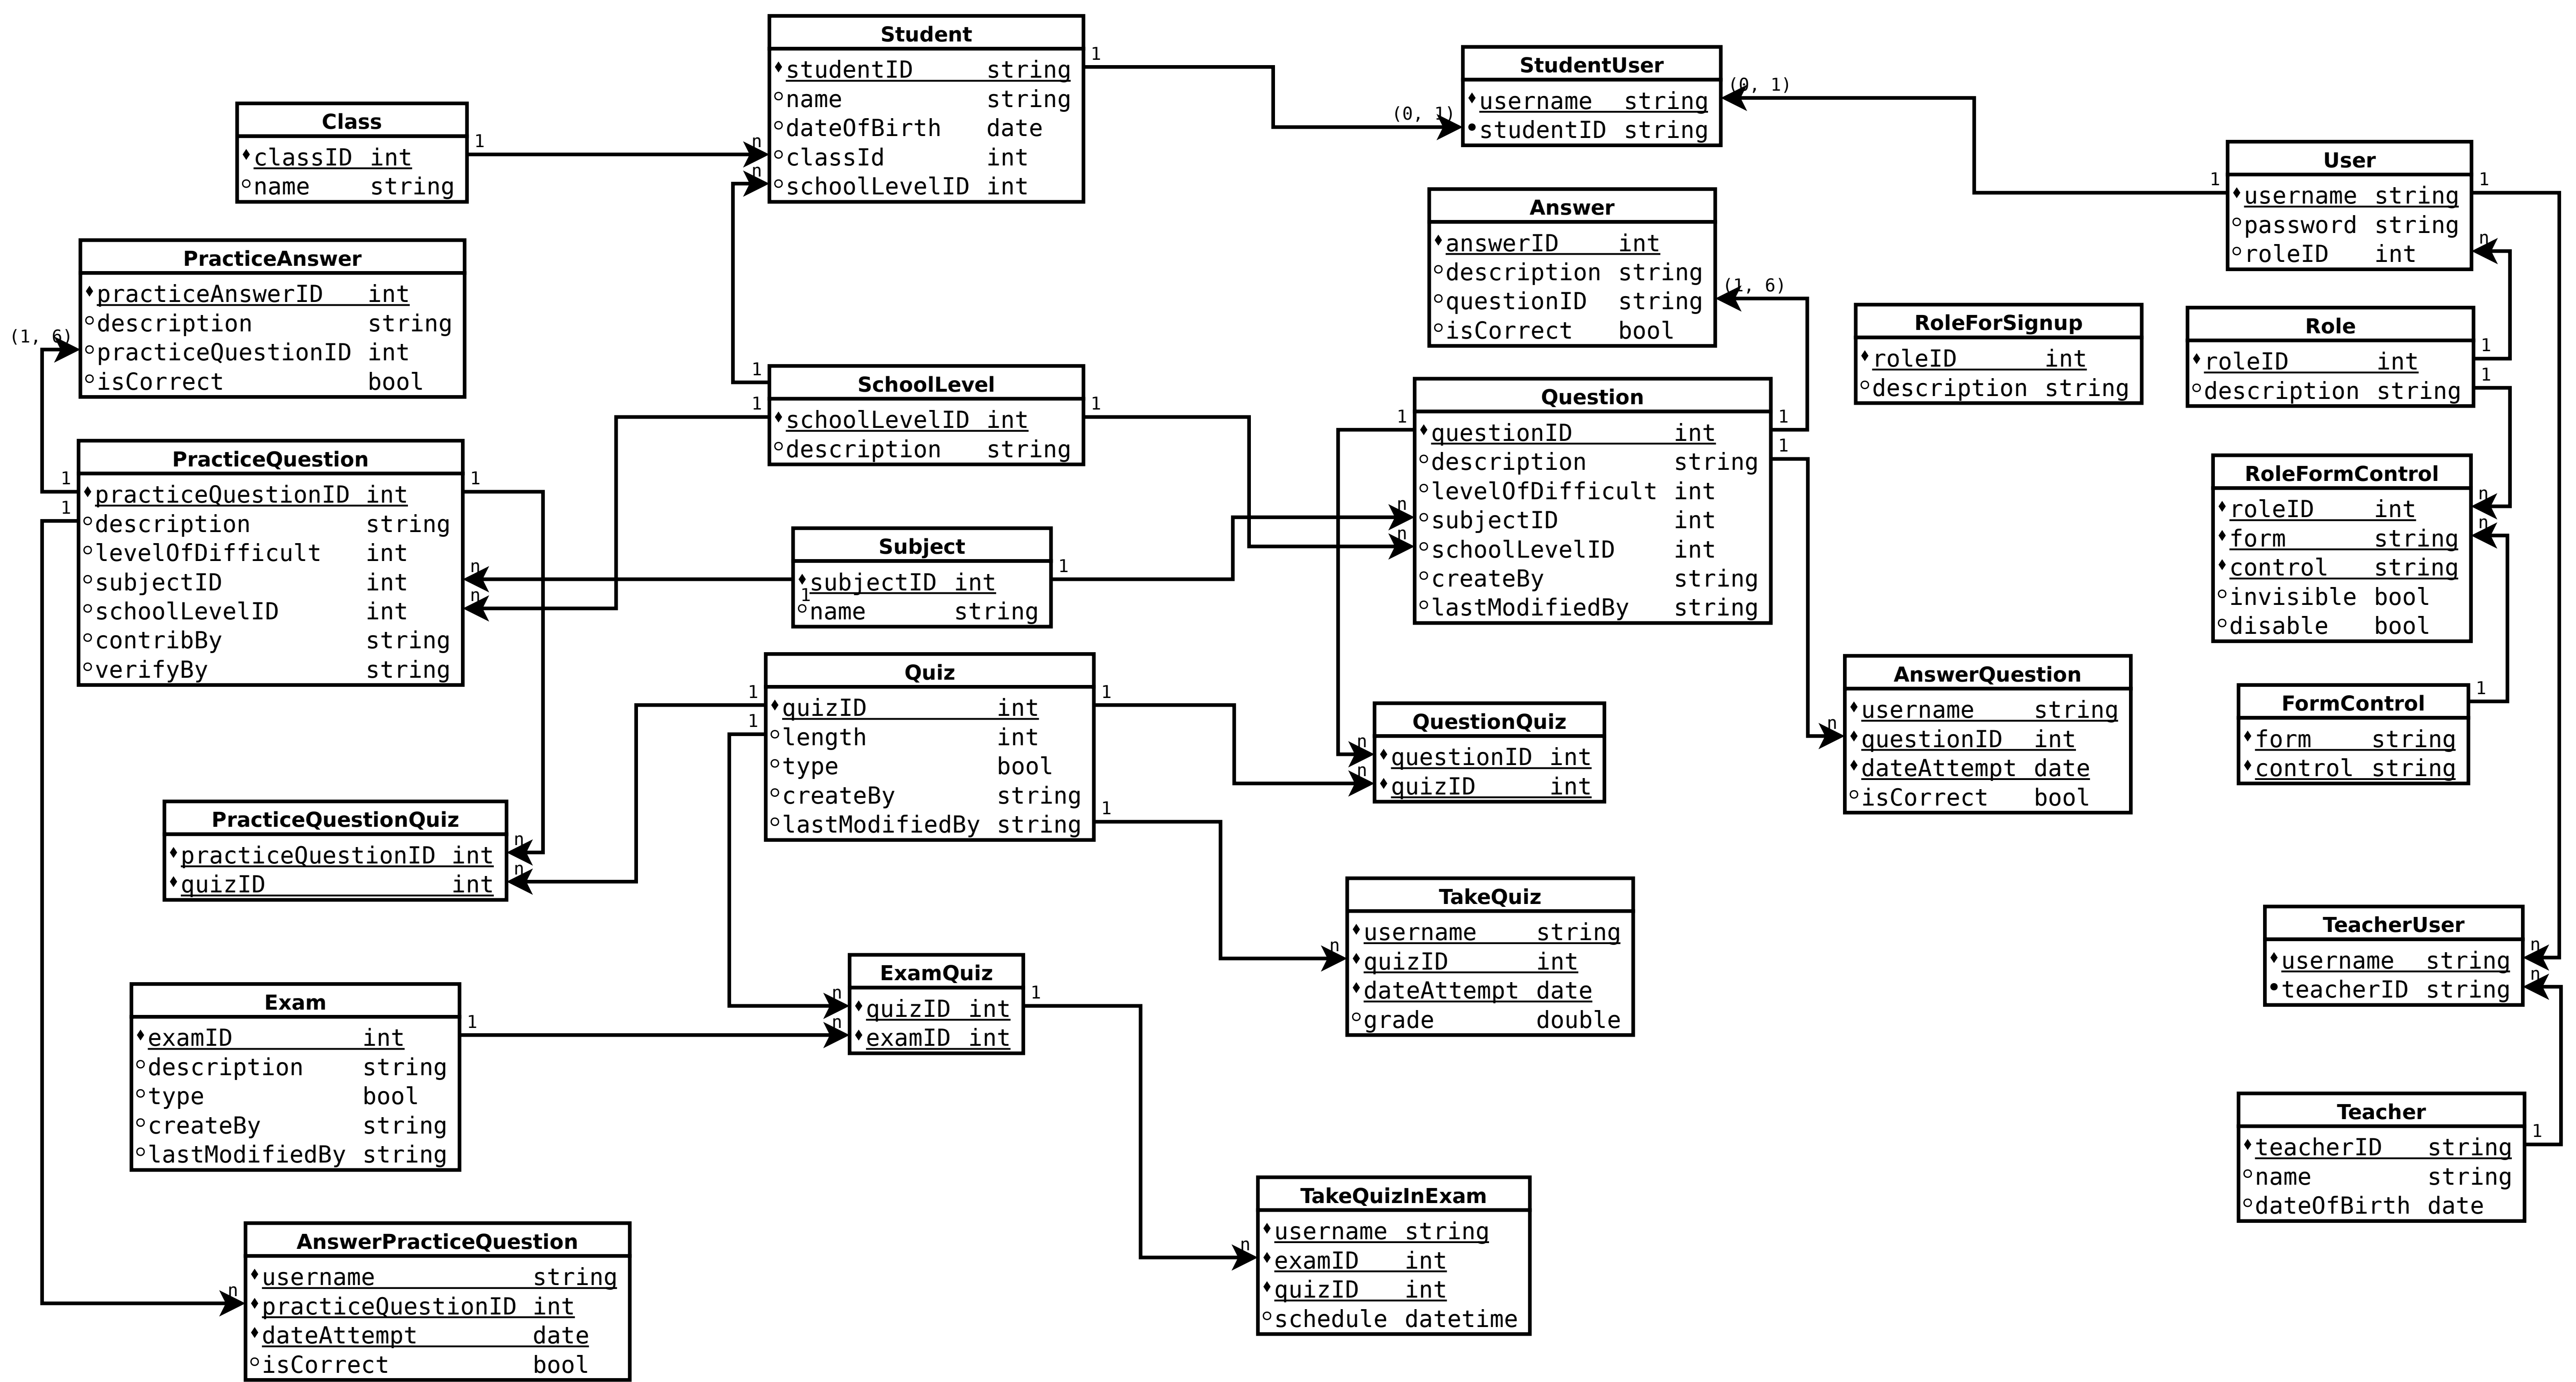 Student
studentID string
name string
dateOfBirth date
classId int
schoolLevelID int
1
(0, 1)
StudentUser
username string
studentID string
(0, 1)
1
Class
classID int
name string
1
n
n
User
username string
password string
roleID int
1
n
Answer
answerID int
description string
questionID string
isCorrect bool
(1, 6)
PracticeAnswer
practiceAnswerID int
description string
practiceQuestionID int
isCorrect bool
(1, 6)
RoleForSignup
roleID int
description string
Role
roleID int
description string
1
1
SchoolLevel
schoolLevelID int
description string
1
1
1
Question
questionID int
description string
levelOfDifficult int
subjectID int
schoolLevelID int
createBy string
lastModifiedBy string
1
1
1
n
n
PracticeQuestion
practiceQuestionID int
description string
levelOfDifficult int
subjectID int
schoolLevelID int
contribBy string
verifyBy string
1
1
1
n
n
RoleFormControl
roleID int
form string
control string
invisible bool
disable bool
n
n
Subject
subjectID int
name string
1
1
Quiz
quizID int
length int
type bool
createBy string
lastModifiedBy string
1
1
1
1
AnswerQuestion
username string
questionID int
dateAttempt date
isCorrect bool
n
FormControl
form string
control string
1
QuestionQuiz
questionID int
quizID int
n
n
PracticeQuestionQuiz
practiceQuestionID int
quizID int
n
n
TakeQuiz
username string
quizID int
dateAttempt date
grade double
n
TeacherUser
username string
teacherID string
n
n
ExamQuiz
quizID int
examID int
n
n
1
Exam
examID int
description string
type bool
createBy string
lastModifiedBy string
1
Teacher
teacherID string
name string
dateOfBirth date
1
TakeQuizInExam
username string
examID int
quizID int
schedule datetime
n
AnswerPracticeQuestion
username string
practiceQuestionID int
dateAttempt date
isCorrect bool
n